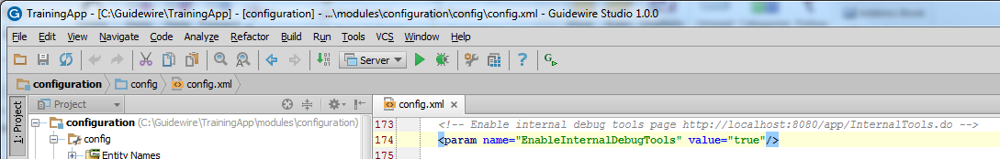 TrainingApp - [C:\Guidewire\TrainingApp] - [configuration] - ...\modules\configuration\config\config.xml - Guidewire Studio 1.0.0
File Edit View Navigate Code Analyze Refactor Build Run Tools VCS Window Help
Server
configuration config config.xml
1: Project
Project
config.xml
configuration (C:\Guidewire\TrainingApp\modules\configuration)
config
Entity Names
173 <!-- Enable internal debug tools page http://localhost:8080/app/InternalTools.do -->
174 <param name="EnableInternalDebugTools" value="true"/>
175